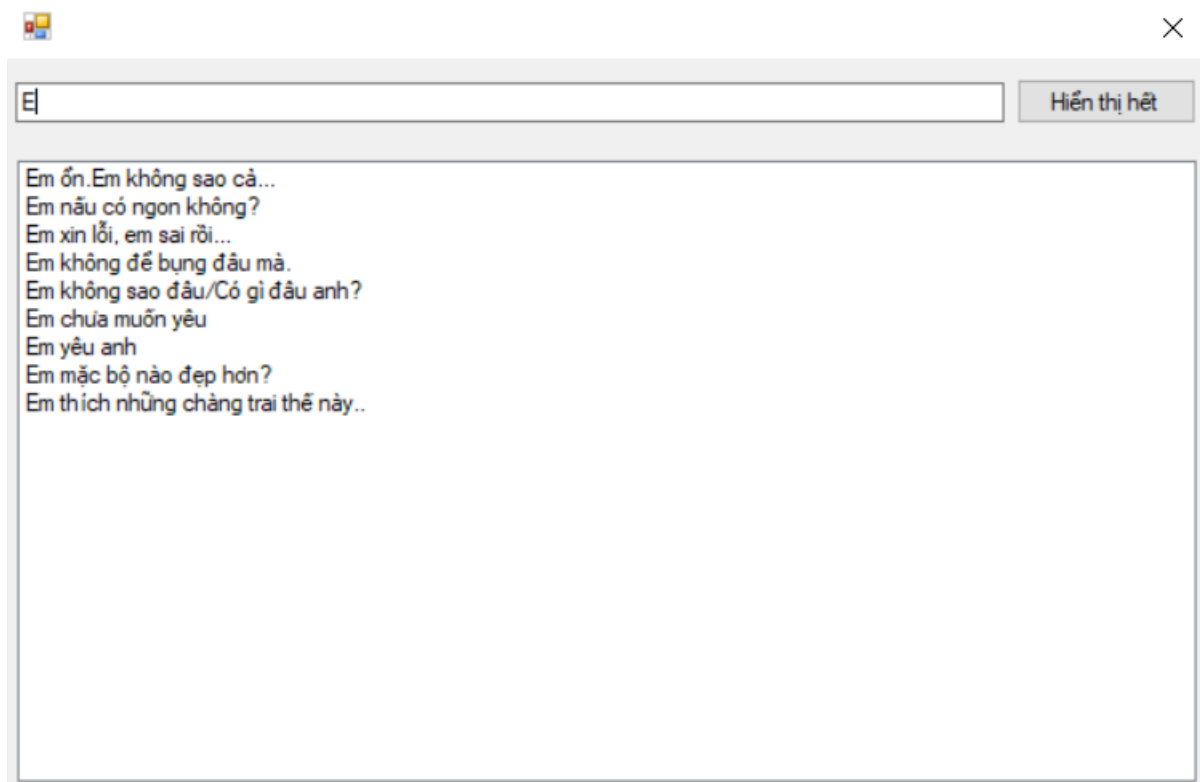 E
Hiển thị hết
Em ổn.Em không sao cả...
Em nấu có ngon không?
Em xin lỗi, em sai rồi...
Em không để bụng đâu mà.
Em không sao đâu/Có gì đâu anh?
Em chưa muốn yêu
Em yêu anh
Em mặc bộ nào đẹp hơn?
Em thích những chàng trai thế này..